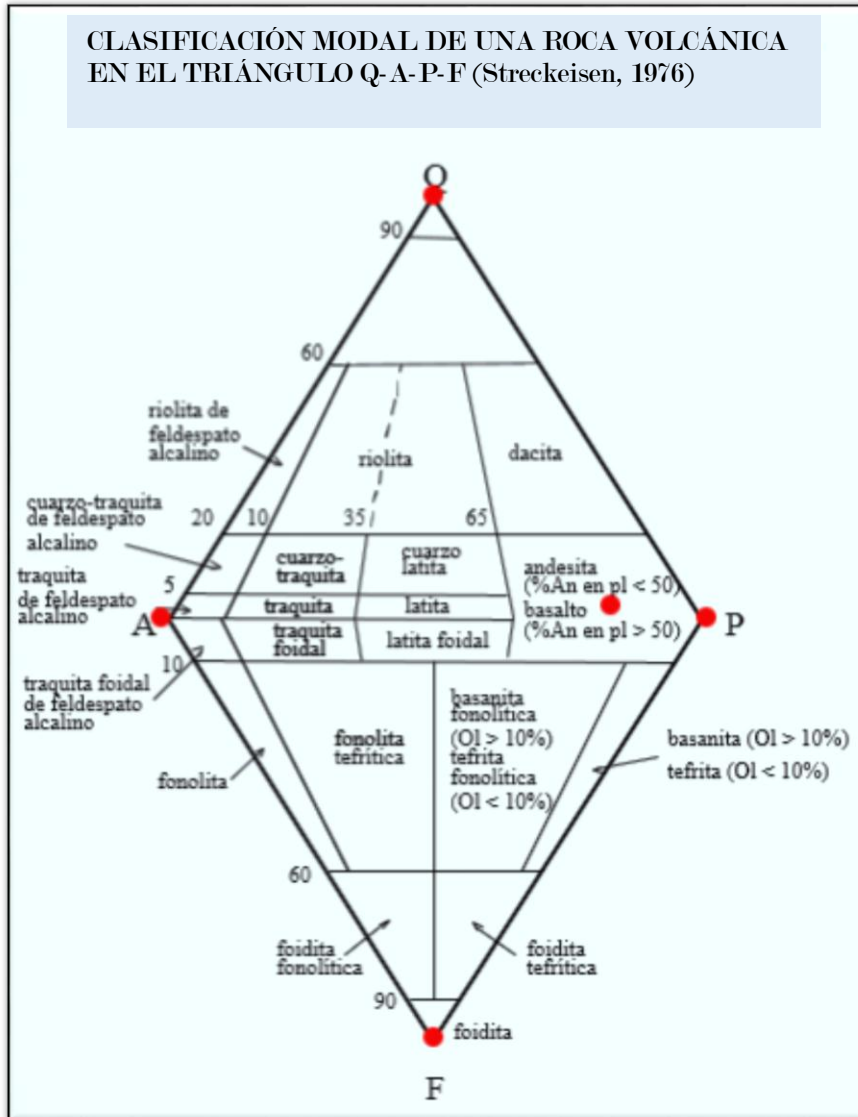 CLASIFICACIÓN MODAL DE UNA ROCA VOLCÁNICA
EN EL TRIÁNGULO Q-A-P-F (Streckeisen, 1976)
Q
90
60
riolita de
feldespato
alcalino
riolita
dacita
cuarzo-traquita
de feldespato
alcalino
20
10
35
65
cuarzo-
traquita
cuarzo
latita
andesita
(%An en pl < 50)
traquita
de feldespato
alcalino
5
traquita
latita
basalto
(%An en pl > 50)
A
P
traquita
foidal
latita foidal
10
traquita foidal
de feldespato
alcalino
fonolita
fonolita
tefrítica
basanita
fonolítica
(Ol > 10%)
tefrita
fonolítica
(Ol < 10%)
basanita (Ol > 10%)
tefrita (Ol < 10%)
60
foidita
fonolítica
foidita
tefrítica
90
foidita
F